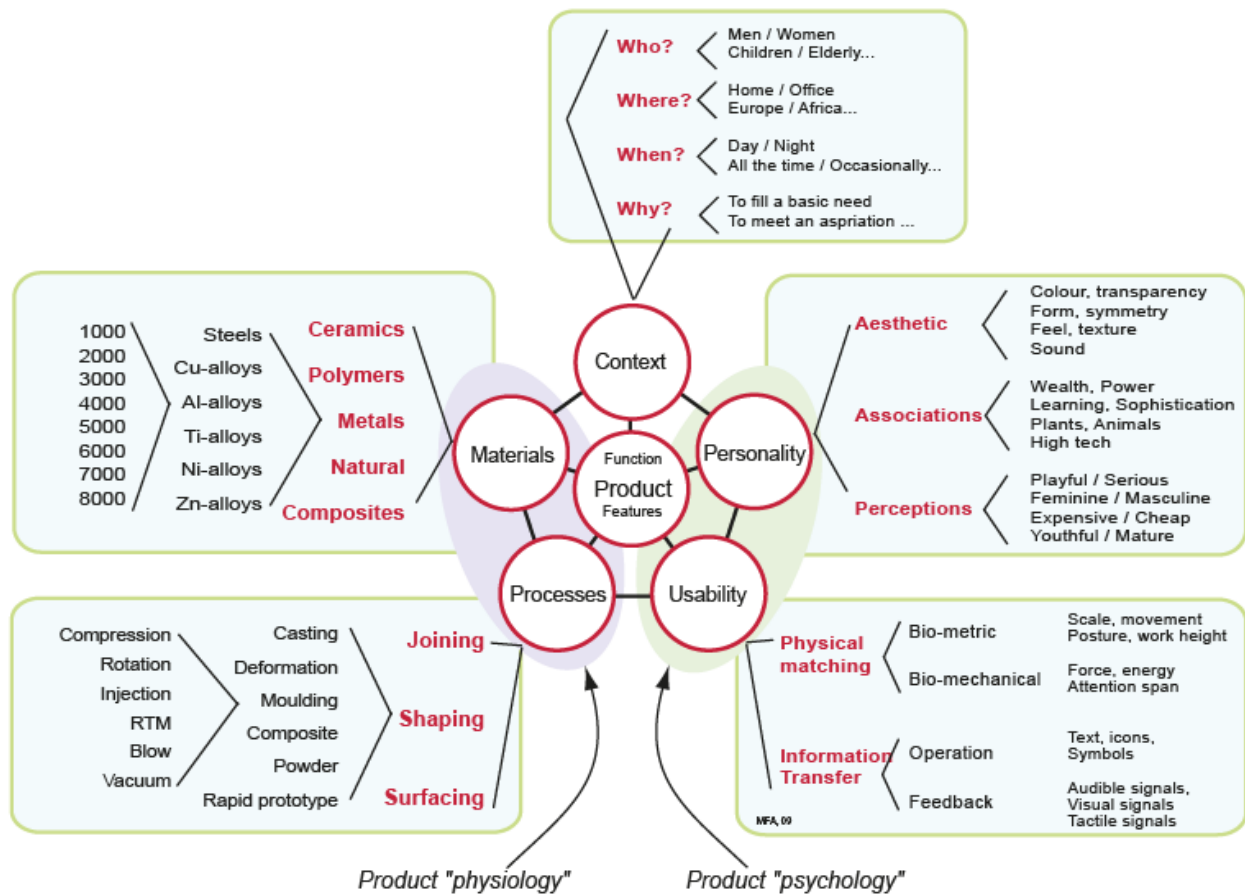 Who?
Men / Women
Children / Elderly...
Where?
Home / Office
Europe / Africa...
When?
Day / Night
All the time / Occasionally...
Why?
To fill a basic need
To meet an aspriation ...
1000
2000
3000
4000
5000
6000
7000
8000
Steels
Cu-alloys
Al-alloys
Ti-alloys
Ni-alloys
Zn-alloys
Ceramics
Polymers
Metals
Natural
Composites
Context
Materials
Function
Product
Features
Personality
Processes
Usability
Aesthetic
Colour, transparency
Form, symmetry
Feel, texture
Sound
Associations
Wealth, Power
Learning, Sophistication
Plants, Animals
High tech
Perceptions
Playful / Serious
Feminine / Masculine
Expensive / Cheap
Youthful / Mature
Compression
Rotation
Injection
RTM
Blow
Vacuum
Casting
Deformation
Moulding
Composite
Powder
Rapid prototype
Joining
Shaping
Surfacing
Physical
matching
Bio-metric
Scale, movement
Posture, work height
Bio-mechanical
Force, energy
Attention span
Information
Transfer
Operation
Text, icons,
Symbols
Feedback
Audible signals,
Visual signals
Tactile signals
MFA, 09
Product "physiology"
Product "psychology"